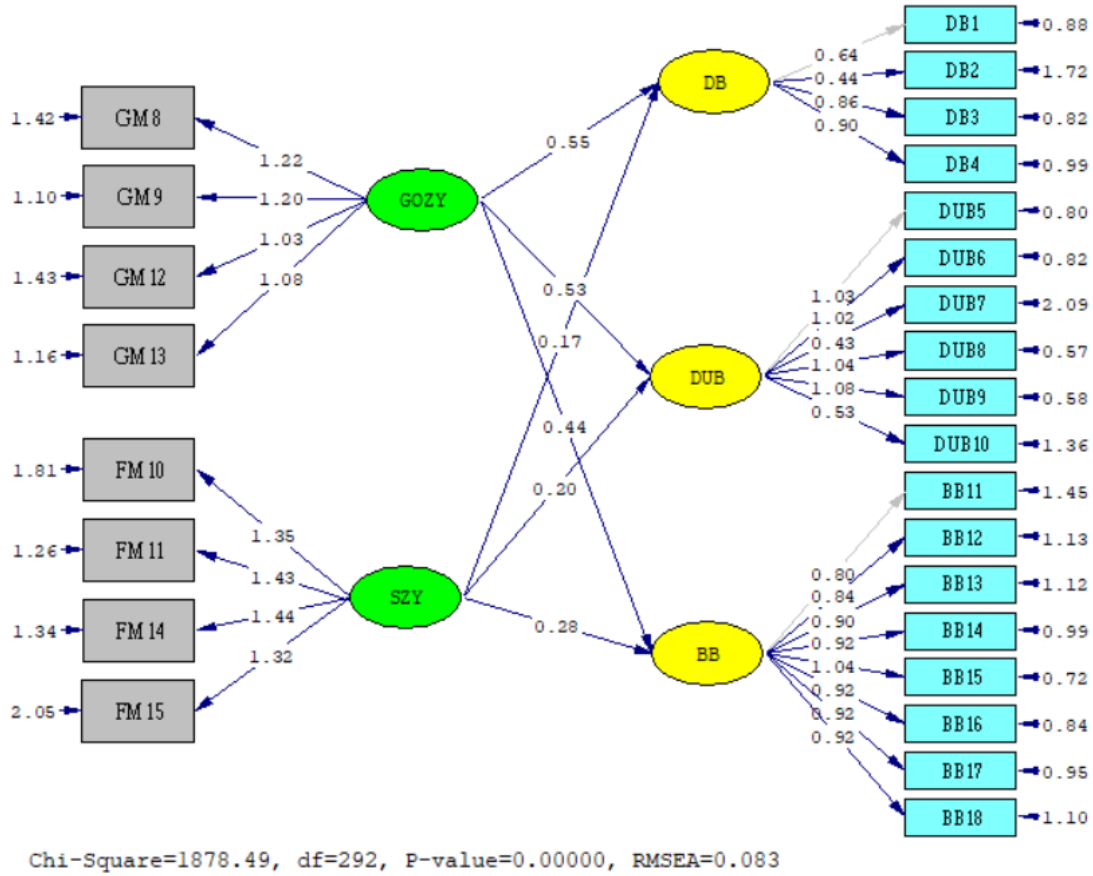 1.42
GM 8
1.10
GM 9
1.43
GM 12
1.16
GM 13
1.81
FM 10
1.26
FM 11
1.34
FM 14
2.05
FM 15
1.22
1.20
1.03
1.08
1.35
1.43
1.44
1.32
GOZY
SZY
0.55
0.53
0.17
0.44
0.20
0.28
DB
DUB
BB
0.64
0.44
0.86
0.90
1.03
1.02
0.43
1.04
1.08
0.53
0.80
0.84
0.90
0.92
1.04
0.92
0.92
0.92
DB1
0.88
DB2
1.72
DB3
0.82
DB4
0.99
DUB5
0.80
DUB6
0.82
DUB7
2.09
DUB8
0.57
DUB9
0.58
DUB10
1.36
BB11
1.45
BB12
1.13
BB13
1.12
BB14
0.99
BB15
0.72
BB16
0.84
BB17
0.95
BB18
1.10
Chi-Square=1878.49, df=292, P-value=0.00000, RMSEA=0.083